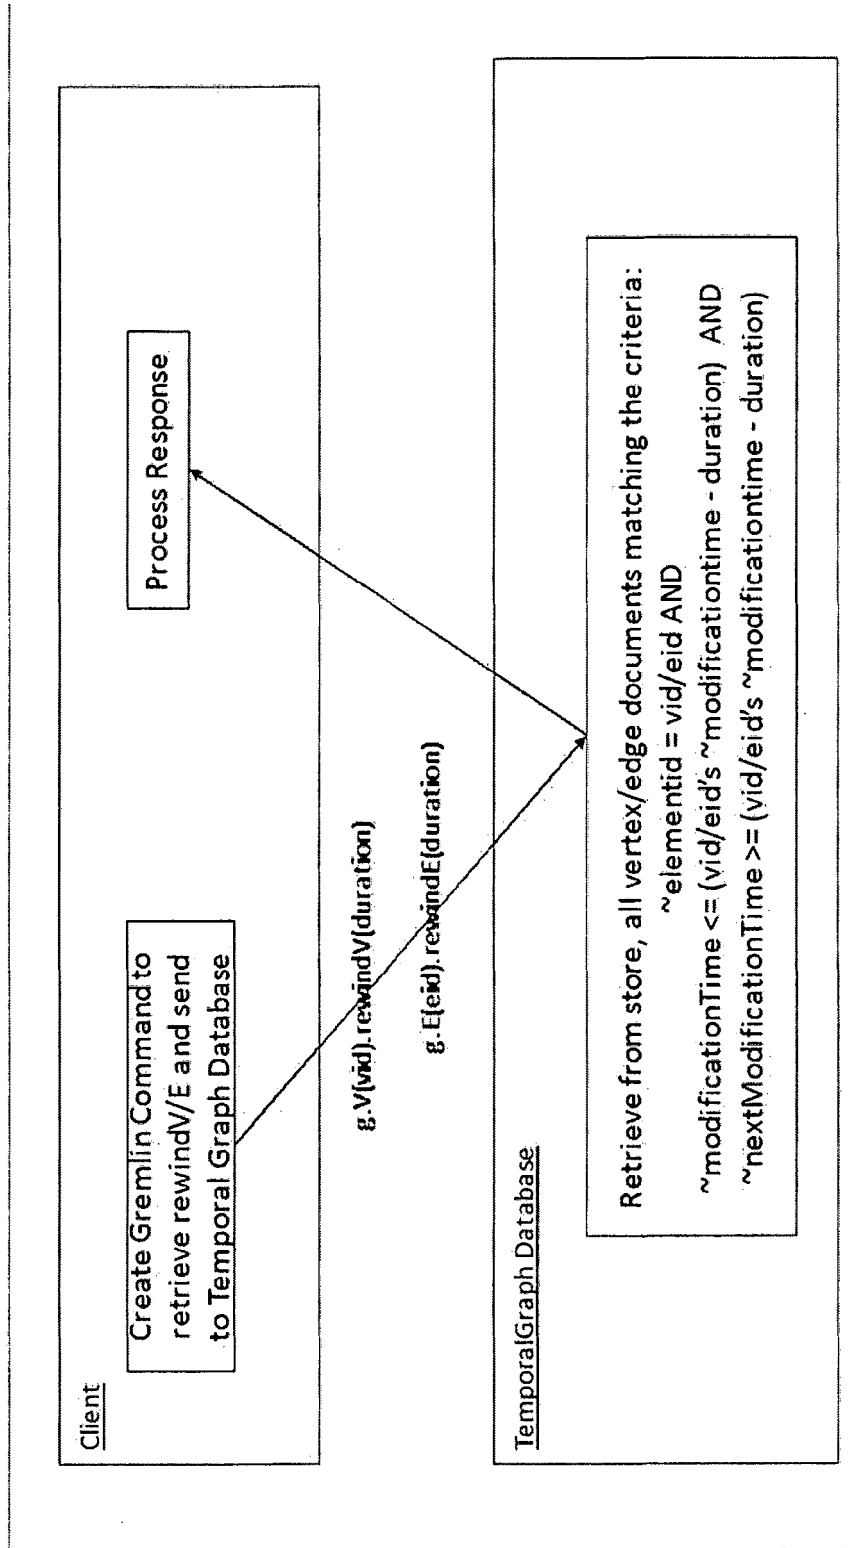 Client
Create Gremlin Command to
retrieve rewindV/E and send
to Temporal Graph Database
Process Response
g.V(vid).rewindV(duration)
g.E(eid).rewindE(duration)
TemporalGraph Database
Retrieve from store, all vertex/edge documents matching the criteria:
~elementid = vid/eid AND
~modificationTime <= (vid/eid's ~modificationtime - duration) AND
~nextModificationTime >= (vid/eid's ~modificationtime - duration)